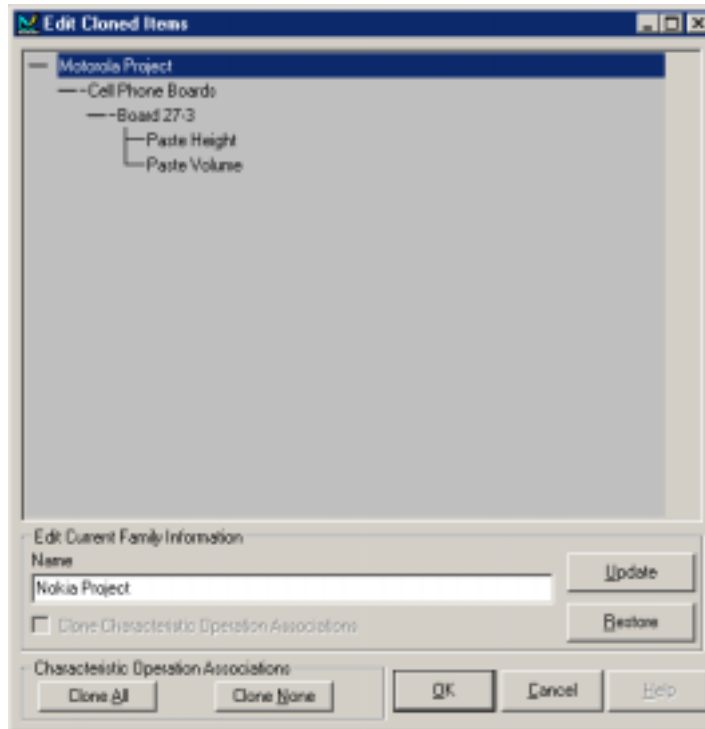 Edit Cloned Items
Motorola Project
Cell Phone Boards
Board 27-3
Paste Height
Paste Volume
Edit Current Family Information
Name
Update
Nokia Project
Clone Characteristic Operation Associations
Restore
Characteristic Operation Associations
Clone All Clone None OK Cancel Help